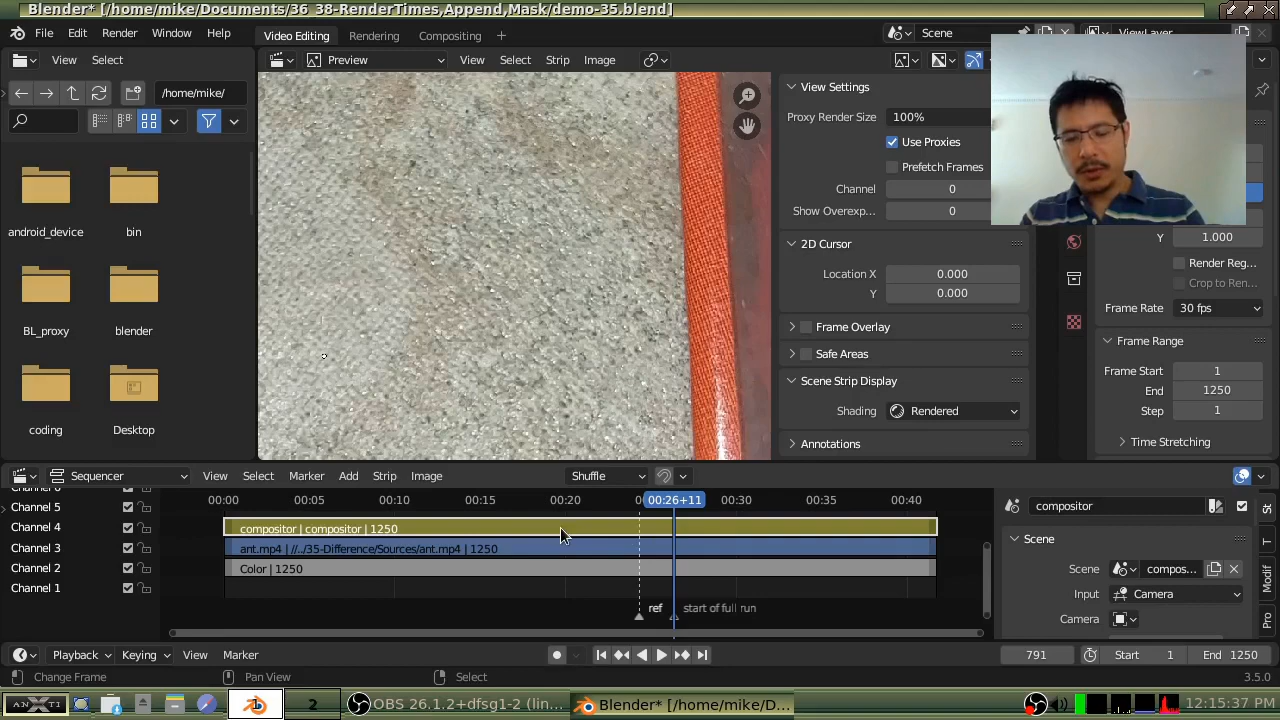 Blender* [/home/mike/Documents/36_38-RenderTimes,Append,Mask/demo-35.blend]
File Edit Render Window Help
Video Editing Rendering Compositing +
Scene
ViewLayer
View Select
Preview
View Select Strip Image
/home/mike/
android_device
bin
BL_proxy
blender
coding
Desktop
View Settings
Proxy Render Size 100%
Use Proxies
Prefetch Frames
Channel 0
Show Overexp... 0
2D Cursor
Location X 0.000
Y 0.000
Frame Overlay
Safe Areas
Scene Strip Display
Shading Rendered
Annotations
Y 1.000
Render Reg...
Crop to Ren...
Frame Rate 30 fps
Frame Range
Frame Start 1
End 1250
Step 1
Time Stretching
Sequencer
View Select Marker Add Strip Image
Shuffle
00:00 00:05 00:10 00:15 00:20 00:26+11 00:30 00:35 00:40
Channel 5
Channel 4
Channel 3
Channel 2
Channel 1
compositor | compositor | 1250
ant.mp4 | //../35-Difference/Sources/ant.mp4 | 1250
Color | 1250
ref
start of full run
compositor
Scene
Scene compos...
Input Camera
Camera
St
T
Modif
Pro
Playback Keying View Marker
791
Start 1
End 1250
Change Frame
Pan View
Select
3.5.0
ANXTI
2
OBS 26.1.2+dfsg1-2 (lin...
Blender* [/home/mike/D...
12:15:37 PM